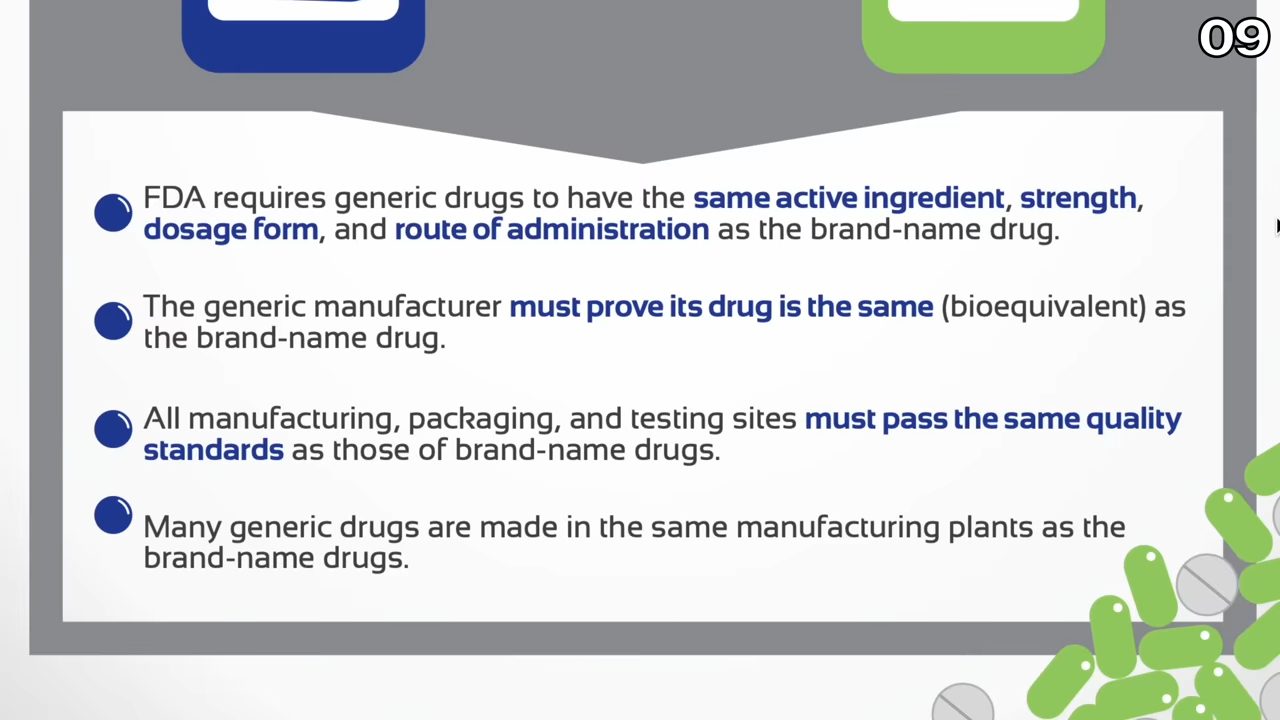 09
FDA requires generic drugs to have the same active ingredient, strength,
dosage form, and route of administration as the brand-name drug.
The generic manufacturer must prove its drug is the same (bioequivalent) as
the brand-name drug.
All manufacturing, packaging, and testing sites must pass the same quality
standards as those of brand-name drugs.
Many generic drugs are made in the same manufacturing plants as the
brand-name drugs.